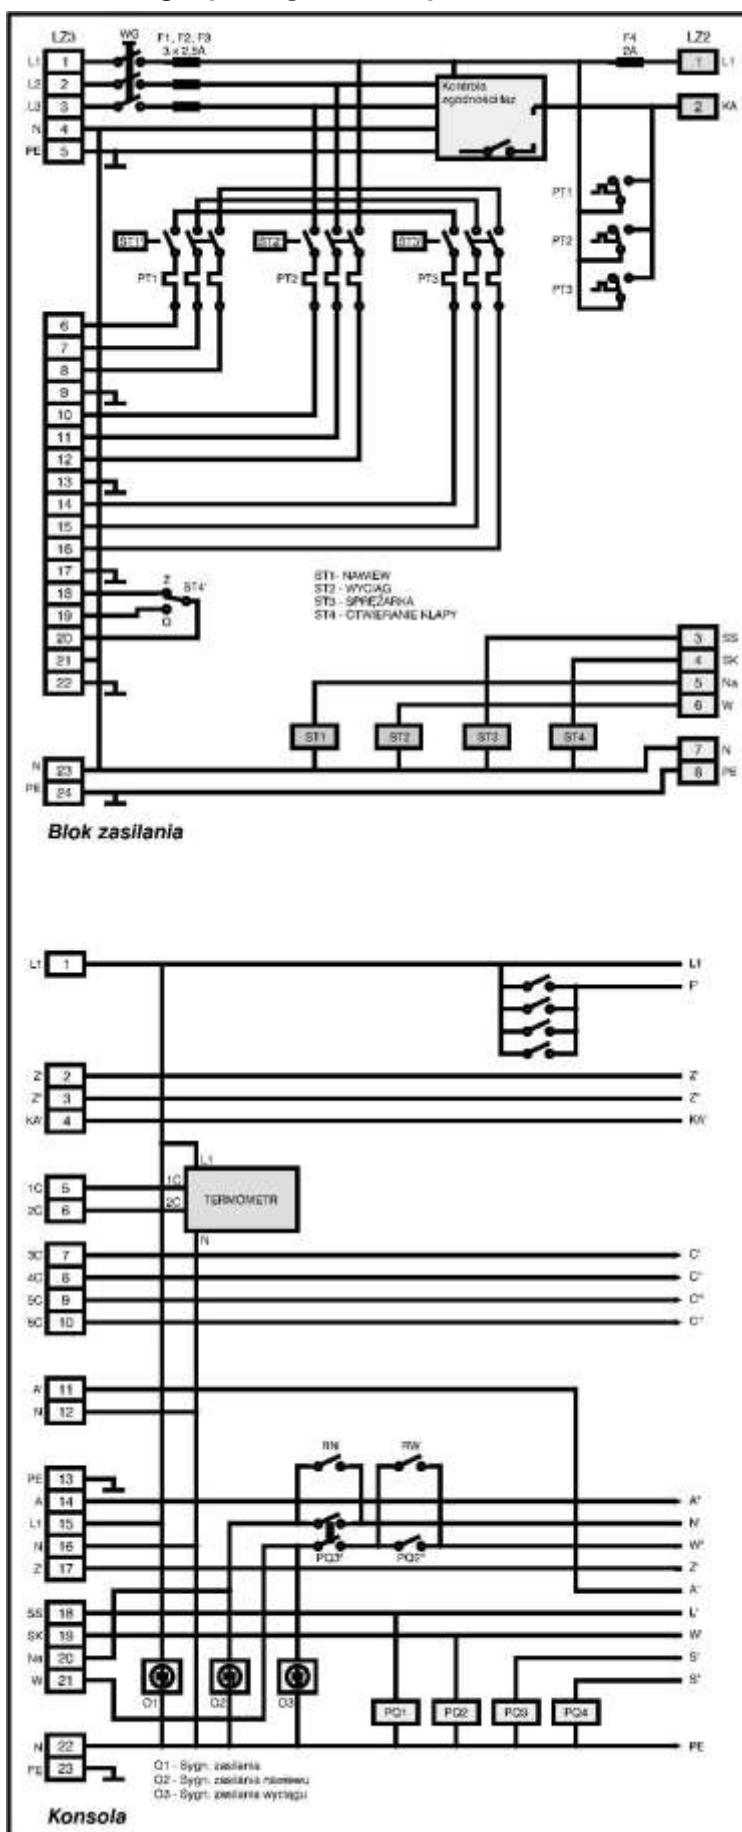 LZ3 WG F1, F2, F3 F4 LZ2
3 x 2,5A 2A
L1 1 1 L1
L2 2
Kontrola
zgodności faz
L3 3 2 KA
N 4
PE 5
PT1
ST1 ST2 ST3 PT2
PT1 PT2 PT3
PT3
6
7
8
9
10
11
12
13
14
15
16
17
18
19
20
21
22
Z
ST4'
O
ST1- NAWIEW
ST2 - WYCIĄG
ST3 - SPRĘŻARKA
ST4 - OTWIERANIE KLAPY
3 SS
4 SK
5 Na
6 W
ST1 ST2 ST3 ST4
7 N
8 PE
N 23
PE 24
Blok zasilania
L1 1 L1
Z' 2 Z'
Z" 3 Z"
KA' 4 KA'
L1
1C 5 1C
2C 6 2C
TERMOMETR
N
3C 7 C'
4C 8
9
10
A' 11
N 12
RN RW
PE 13
A 14
L1 15 N'
N 16 W"
Z' 17 Z'
PQ3' PQ2"
SS 18 L'
SK 19 W'
Na 20 S'
W 21 S"
O1 O2 O3
PQ1 PQ2 PQ3 PQ4
N 22 PE
PE 23
O1 - Sygn. zasilania
O2 - Sygn. zasilania nawiewu
O3 - Sygn. zasilania wyciągu
Konsola